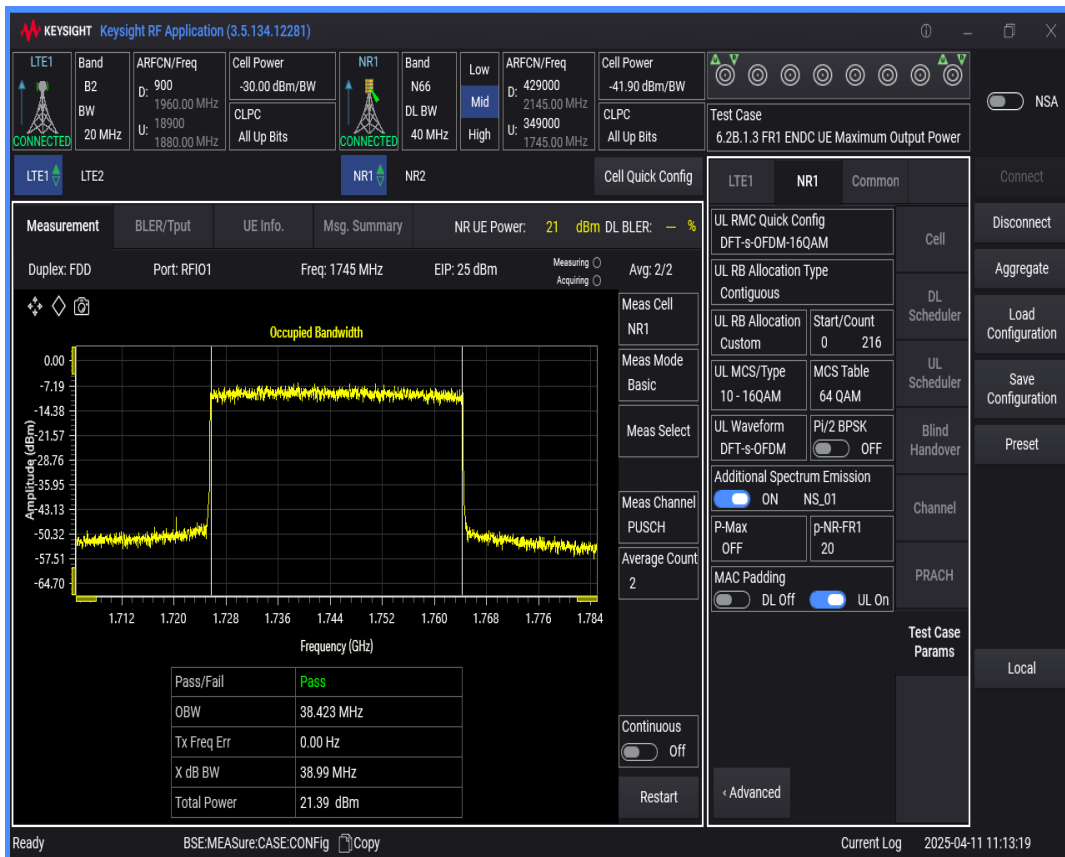 KEYSIGHT Keysight RF Application (3.5.134.12281)
LTE1
CONNECTED
Band
B2
BW
20 MHz
ARFCN/Freq
D: 900
1960.00 MHz
U: 18900
1880.00 MHz
Cell Power
-30.00 dBm/BW
CLPC
All Up Bits
NR1
CONNECTED
Band
N66
DL BW
40 MHz
Low
Mid
High
ARFCN/Freq
D: 429000
2145.00 MHz
U: 349000
1745.00 MHz
Cell Power
-41.90 dBm/BW
CLPC
All Up Bits
Test Case
6.2B.1.3 FR1 ENDC UE Maximum Output Power
NSA
LTE1 LTE2 NR1 NR2 Cell Quick Config
Measurement BLER/Tput UE Info. Msg. Summary NR UE Power: 21 dBm DL BLER: — %
Duplex: FDD Port: RFIO1 Freq: 1745 MHz EIP: 25 dBm Measuring Acquiring Avg: 2/2
Occupied Bandwidth
Amplitude (dBm)
0.00
-7.19
-14.38
-21.57
-28.76
-35.95
-43.13
-50.32
-57.51
-64.70
1.712 1.720 1.728 1.736 1.744 1.752 1.760 1.768 1.776 1.784
Frequency (GHz)
Pass/Fail Pass
OBW 38.423 MHz
Tx Freq Err 0.00 Hz
X dB BW 38.99 MHz
Total Power 21.39 dBm
Meas Cell
NR1
Meas Mode
Basic
Meas Select
Meas Channel
PUSCH
Average Count
2
Continuous
Off
Restart
LTE1 NR1 Common
UL RMC Quick Config
DFT-s-OFDM-16QAM
UL RB Allocation Type
Contiguous
UL RB Allocation
Custom
Start/Count
0 216
UL MCS/Type
10 - 16QAM
MCS Table
64 QAM
UL Waveform
DFT-s-OFDM
Pi/2 BPSK
OFF
Additional Spectrum Emission
ON NS_01
P-Max
OFF
p-NR-FR1
20
MAC Padding
DL Off UL On
‹ Advanced
Cell
DL
Scheduler
UL
Scheduler
Blind
Handover
Channel
PRACH
Test Case
Params
Connect
Disconnect
Aggregate
Load
Configuration
Save
Configuration
Preset
Local
Ready BSE:MEASure:CASE:CONFig Copy Current Log 2025-04-11 11:13:19